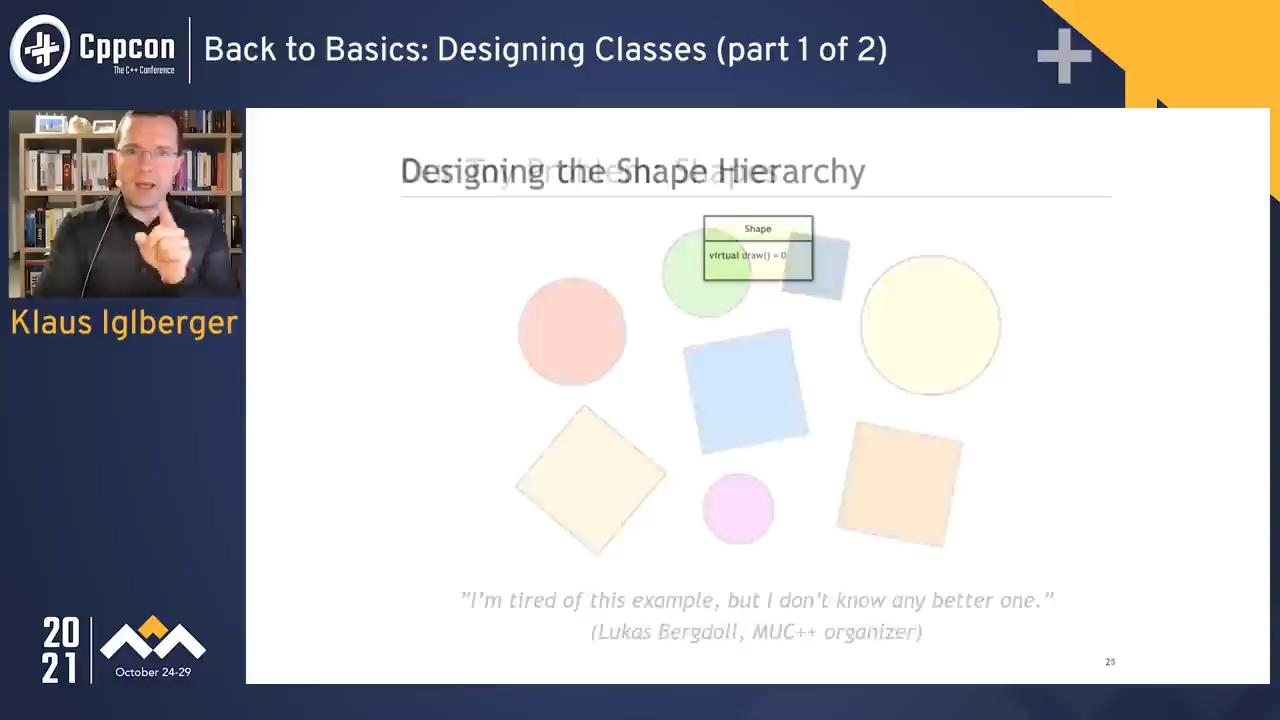 Cppcon
The C++ Conference
Back to Basics: Designing Classes (part 1 of 2)
Klaus Iglberger
Designing the Shape Hierarchy
Shape
virtual draw() = 0
"I'm tired of this example, but I don't know any better one."
(Lukas Bergdoll, MUC++ organizer)
20
21
October 24-29